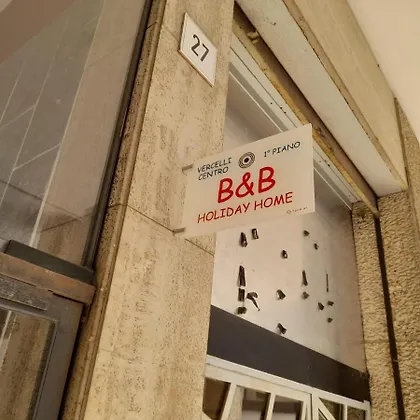 27
VERCELLI
CENTRO
1° PIANO
B&B
HOLIDAY HOME